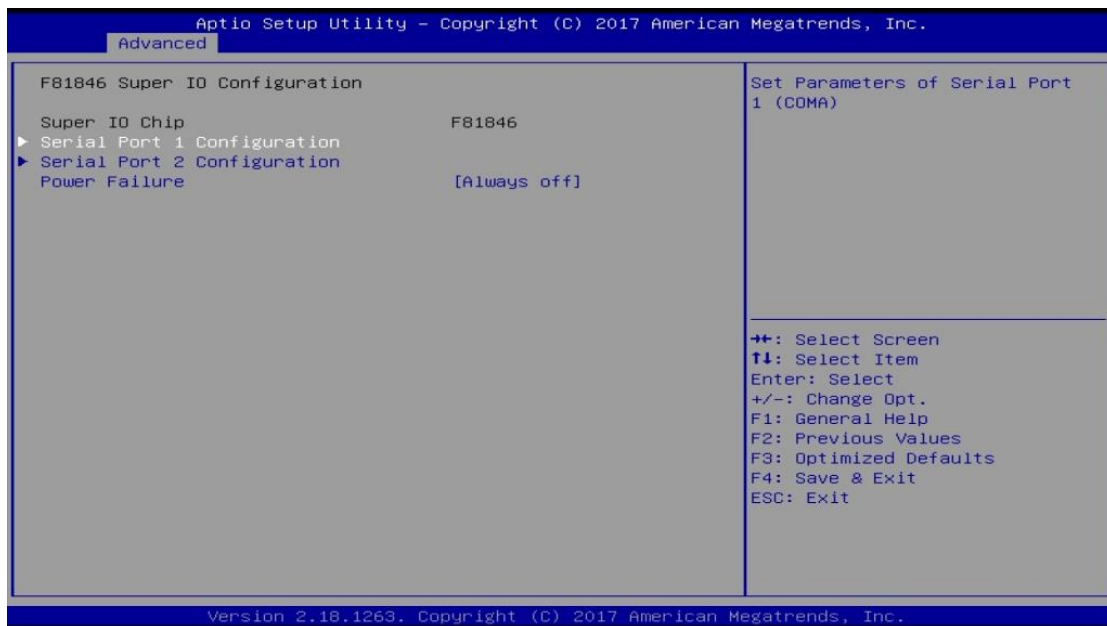 Aptio Setup Utility – Copyright (C) 2017 American Megatrends, Inc.
Advanced
F81846 Super IO Configuration
Super IO Chip F81846
► Serial Port 1 Configuration
► Serial Port 2 Configuration
Power Failure [Always off]
Set Parameters of Serial Port
1 (COMA)
→←: Select Screen
↑↓: Select Item
Enter: Select
+/-: Change Opt.
F1: General Help
F2: Previous Values
F3: Optimized Defaults
F4: Save & Exit
ESC: Exit
Version 2.18.1263. Copyright (C) 2017 American Megatrends, Inc.